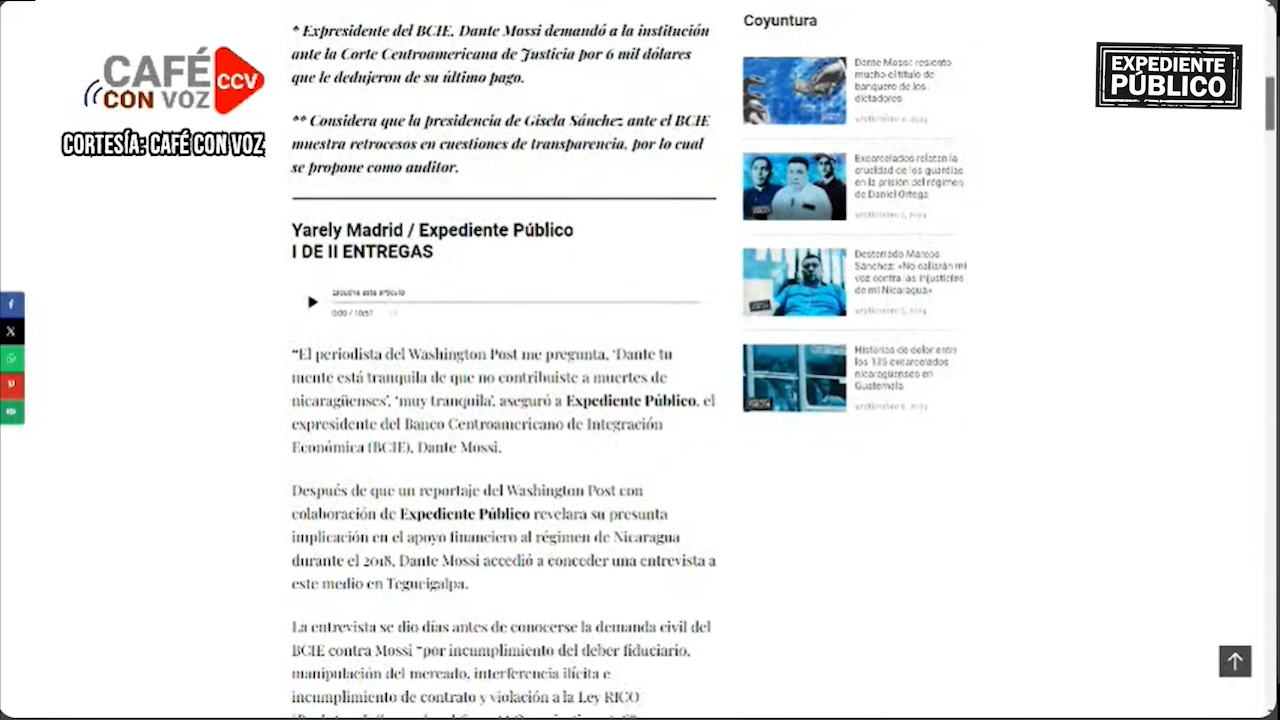 CAFÉ
CON VOZ
CCV
CORTESÍA: CAFÉ CON VOZ
* Expresidente del BCIE, Dante Mossi demandó a la institución
ante la Corte Centroamericana de Justicia por 6 mil dólares
que le dedujeron de su último pago.
** Considera que la presidencia de Gisela Sánchez ante el BCIE
muestra retrocesos en cuestiones de transparencia, por lo cual
se propone como auditor.
Yarely Madrid / Expediente Público
I DE II ENTREGAS
Escucha este artículo
0:00 / 10:57
"El periodista del Washington Post me pregunta, 'Dante tu
mente está tranquila de que no contribuiste a muertes de
nicaragüenses', 'muy tranquila', aseguró a Expediente Público, el
expresidente del Banco Centroamericano de Integración
Económica (BCIE), Dante Mossi.
Después de que un reportaje del Washington Post con
colaboración de Expediente Público revelara su presunta
implicación en el apoyo financiero al régimen de Nicaragua
durante el 2018, Dante Mossi accedió a conceder una entrevista a
este medio en Tegucigalpa.
La entrevista se dio días antes de conocerse la demanda civil del
BCIE contra Mossi "por incumplimiento del deber fiduciario,
manipulación del mercado, interferencia ilícita e
incumplimiento de contrato y violación a la Ley RICO
Coyuntura
Dante Mossi: resiento
mucho el título de
banquero de los
dictadores
Excarcelados relatan la
crueldad de los guardias
en la prisión del régimen
de Daniel Ortega
Desterrado Marcos
Sánchez: «No callarán mi
voz contra las injusticias
de mi Nicaragua»
Historias de dolor entre
los 135 excarcelados
nicaragüenses en
Guatemala
EXPEDIENTE
PÚBLICO